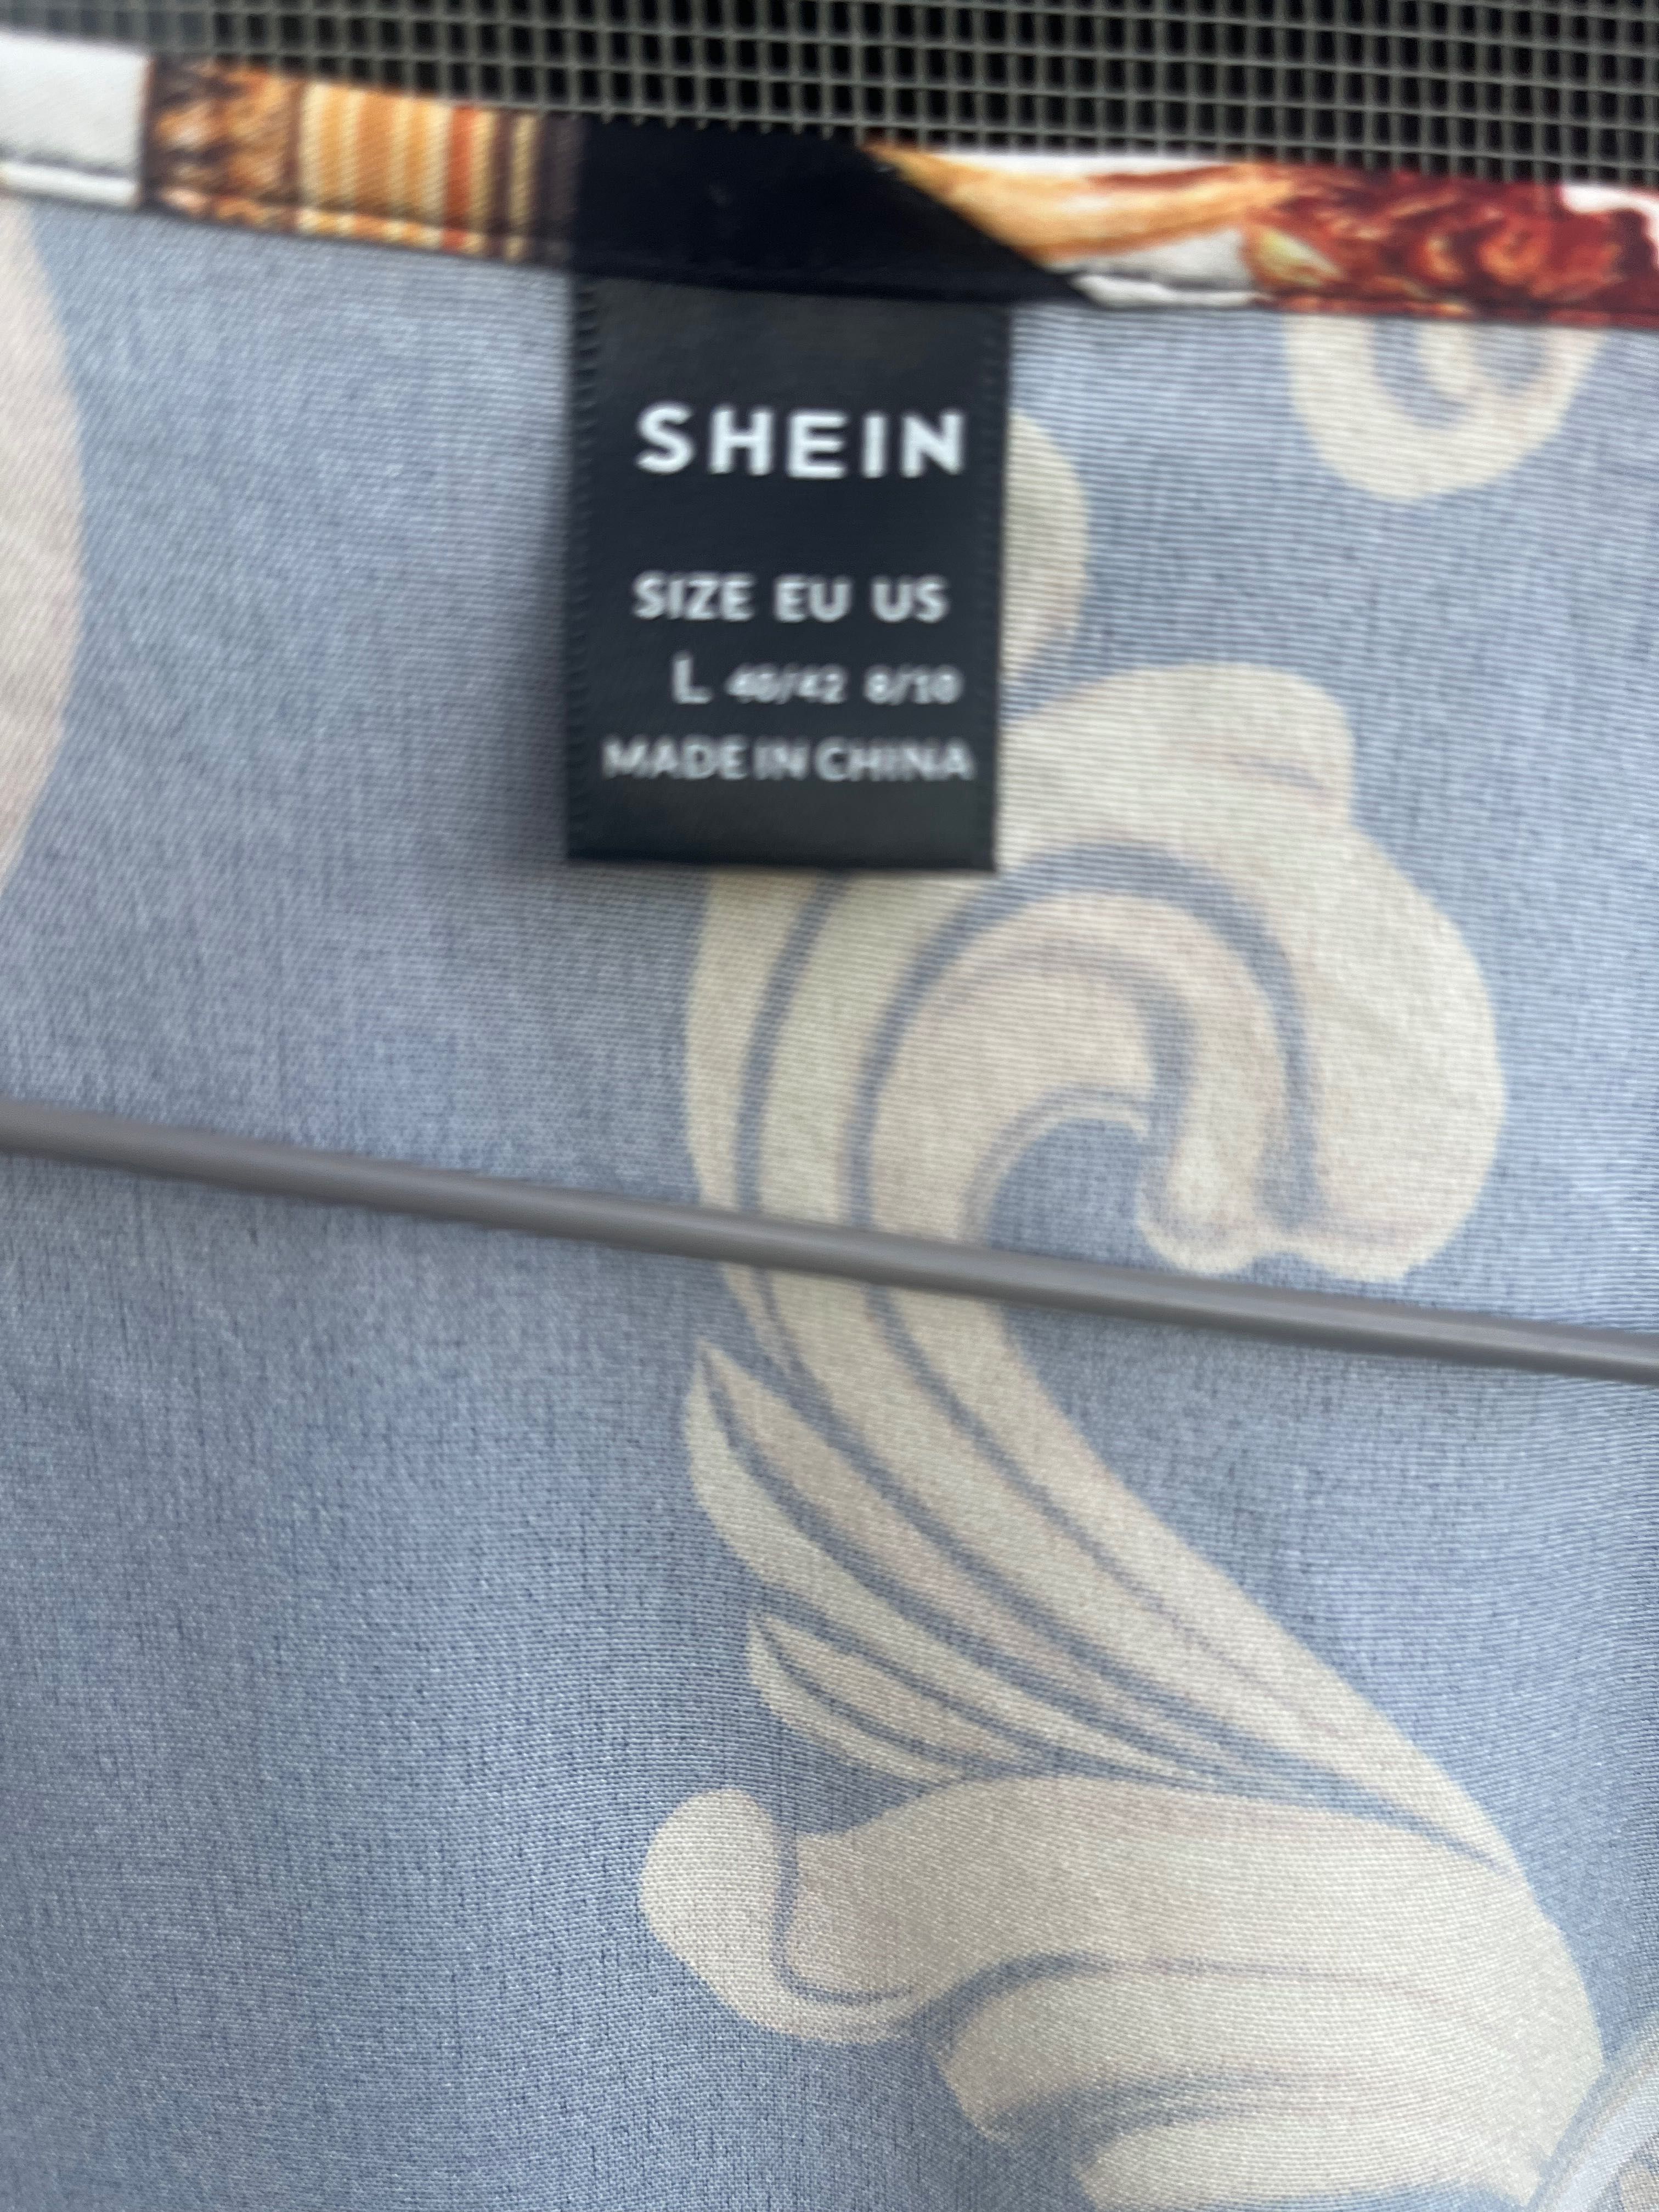 SHEIN
SIZE EU US
L 40/42 8/10
MADE IN CHINA